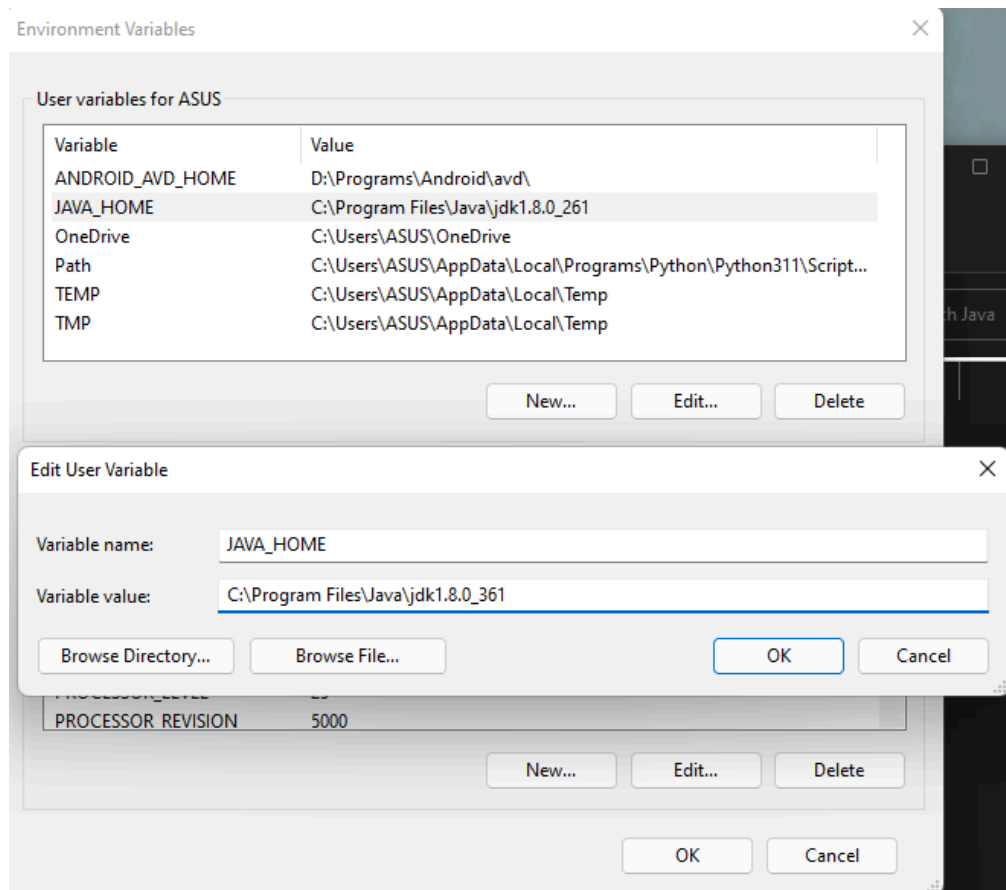 Environment Variables
User variables for ASUS
Variable Value
ANDROID_AVD_HOME D:\Programs\Android\avd\
JAVA_HOME C:\Program Files\Java\jdk1.8.0_261
OneDrive C:\Users\ASUS\OneDrive
Path C:\Users\ASUS\AppData\Local\Programs\Python\Python311\Script...
TEMP C:\Users\ASUS\AppData\Local\Temp
TMP C:\Users\ASUS\AppData\Local\Temp
h Java
New... Edit... Delete
Edit User Variable
Variable name: JAVA_HOME
Variable value: C:\Program Files\Java\jdk1.8.0_361
Browse Directory... Browse File... OK Cancel
PROCESSOR_LEVEL
PROCESSOR_REVISION 5000
New... Edit... Delete
OK Cancel